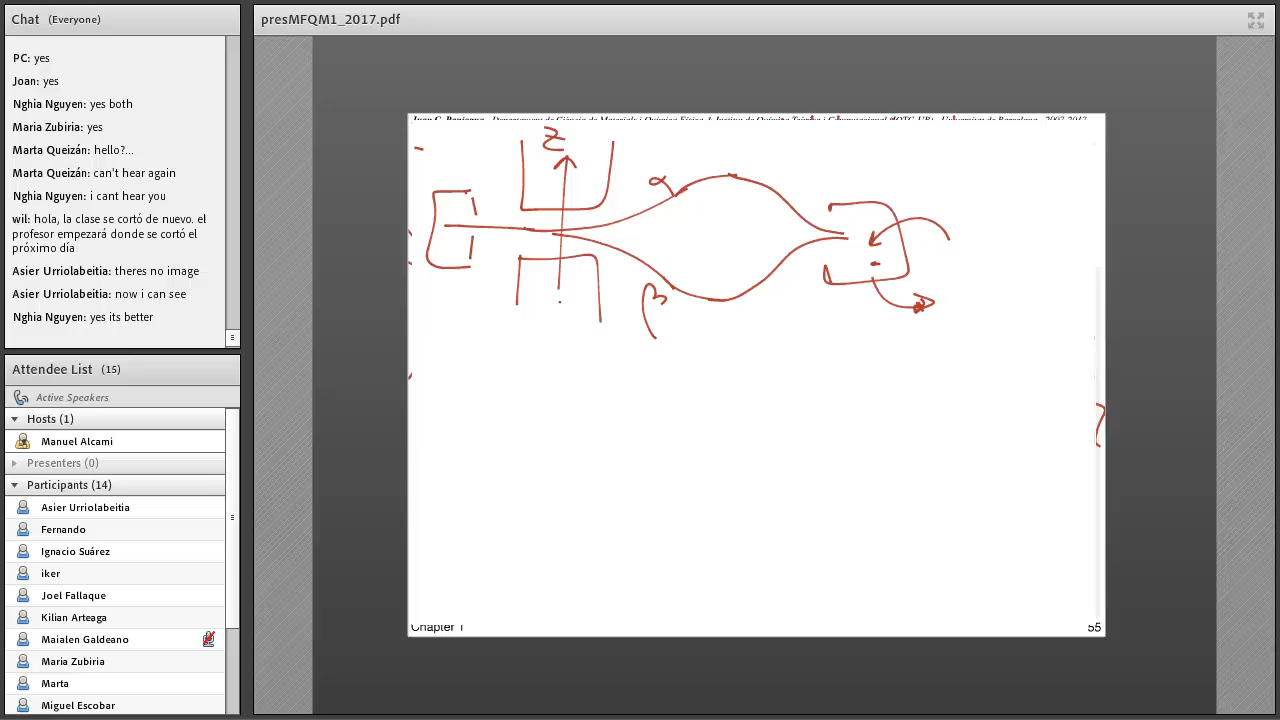 Chat (Everyone)
PC: yes
Joan: yes
Nghia Nguyen: yes both
Maria Zubiria: yes
Marta Queizán: hello?...
Marta Queizán: can't hear again
Nghia Nguyen: i cant hear you
wil: hola, la clase se cortó de nuevo. el
profesor empezará donde se cortó el
próximo día
Asier Urriolabeitia: theres no image
Asier Urriolabeitia: now i can see
Nghia Nguyen: yes its better
Attendee List (15)
Active Speakers
Hosts (1)
Manuel Alcami
Presenters (0)
Participants (14)
Asier Urriolabeitia
Fernando
Ignacio Suárez
iker
Joel Fallaque
Kilian Arteaga
Maialen Galdeano
Maria Zubiria
Marta
Miguel Escobar
presMFQM1_2017.pdf
z
α
β
Chapter 1
55